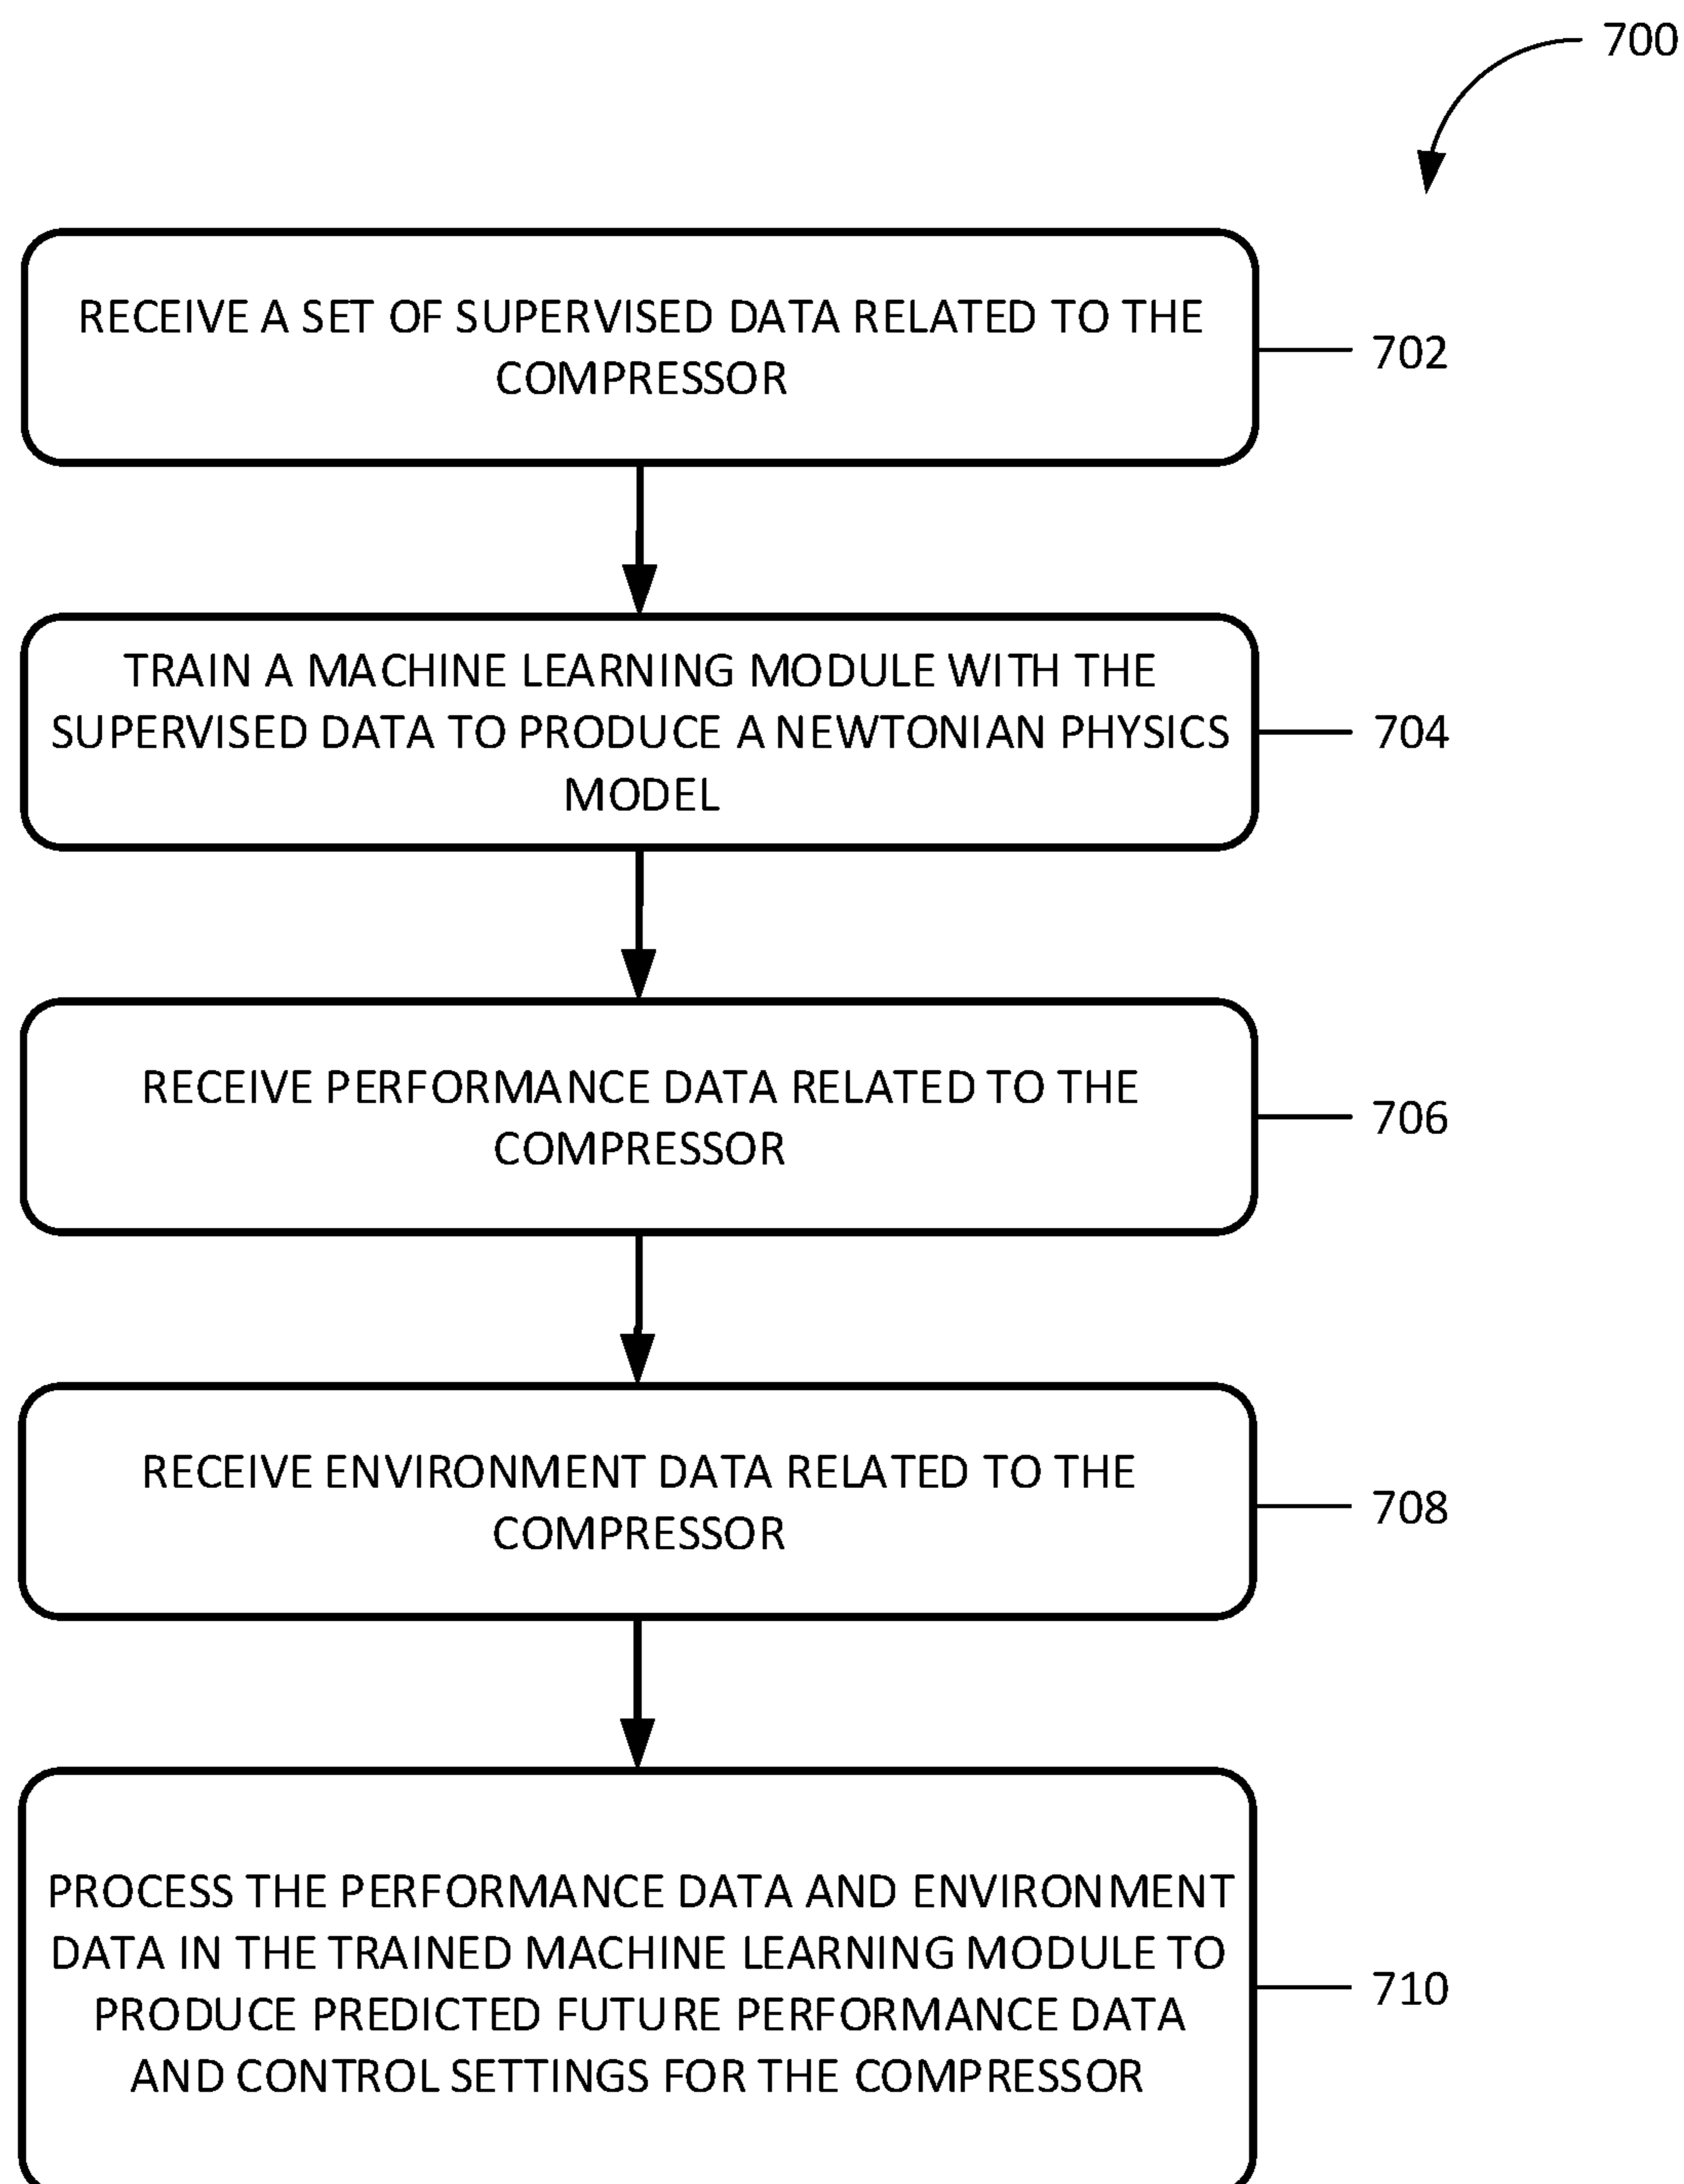 700
RECEIVE A SET OF SUPERVISED DATA RELATED TO THE
COMPRESSOR
702
TRAIN A MACHINE LEARNING MODULE WITH THE
SUPERVISED DATA TO PRODUCE A NEWTONIAN PHYSICS
MODEL
704
RECEIVE PERFORMANCE DATA RELATED TO THE
COMPRESSOR
706
RECEIVE ENVIRONMENT DATA RELATED TO THE
COMPRESSOR
708
PROCESS THE PERFORMANCE DATA AND ENVIRONMENT
DATA IN THE TRAINED MACHINE LEARNING MODULE TO
PRODUCE PREDICTED FUTURE PERFORMANCE DATA
AND CONTROL SETTINGS FOR THE COMPRESSOR
710